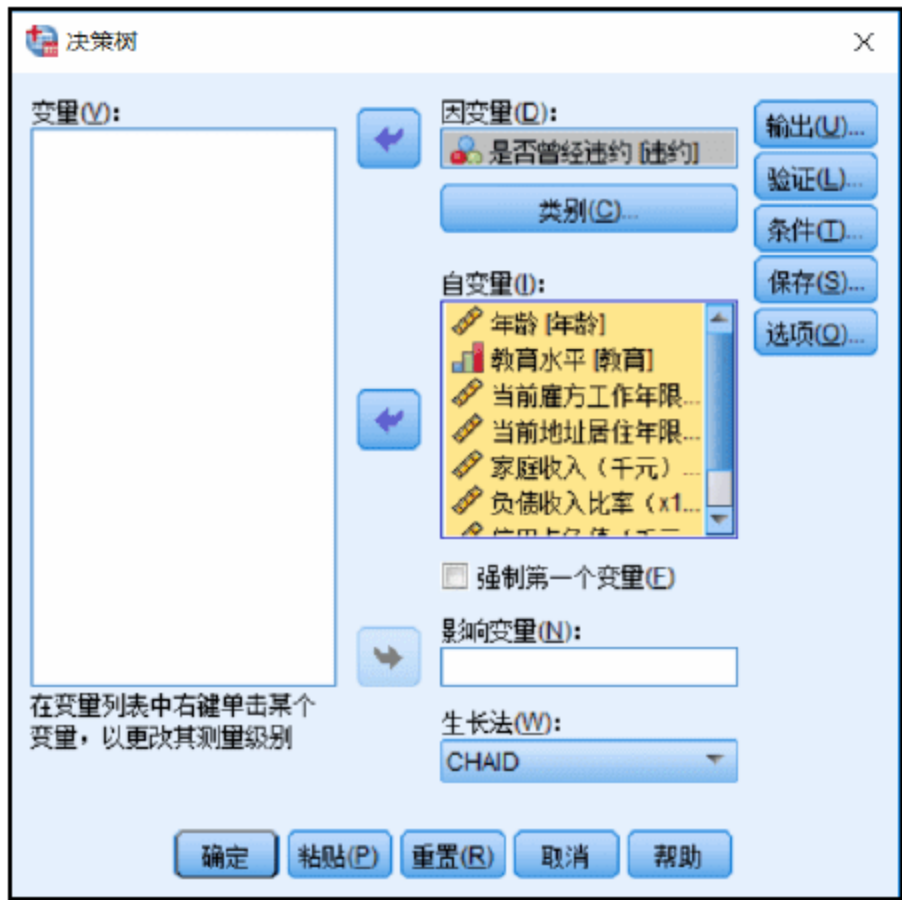 决策树
变量(V):
因变量(D):
是否曾经违约 [违约]
类别(C)...
自变量(I):
年龄 [年龄]
教育水平 [教育]
当前雇方工作年限...
当前地址居住年限...
家庭收入（千元）...
负债收入比率（x1...
强制第一个变量(F)
影响变量(N):
生长法(W):
CHAID
在变量列表中右键单击某个
变量，以更改其测量级别
输出(U)...
验证(L)...
条件(T)...
保存(S)...
选项(O)...
确定
粘贴(P)
重置(R)
取消
帮助